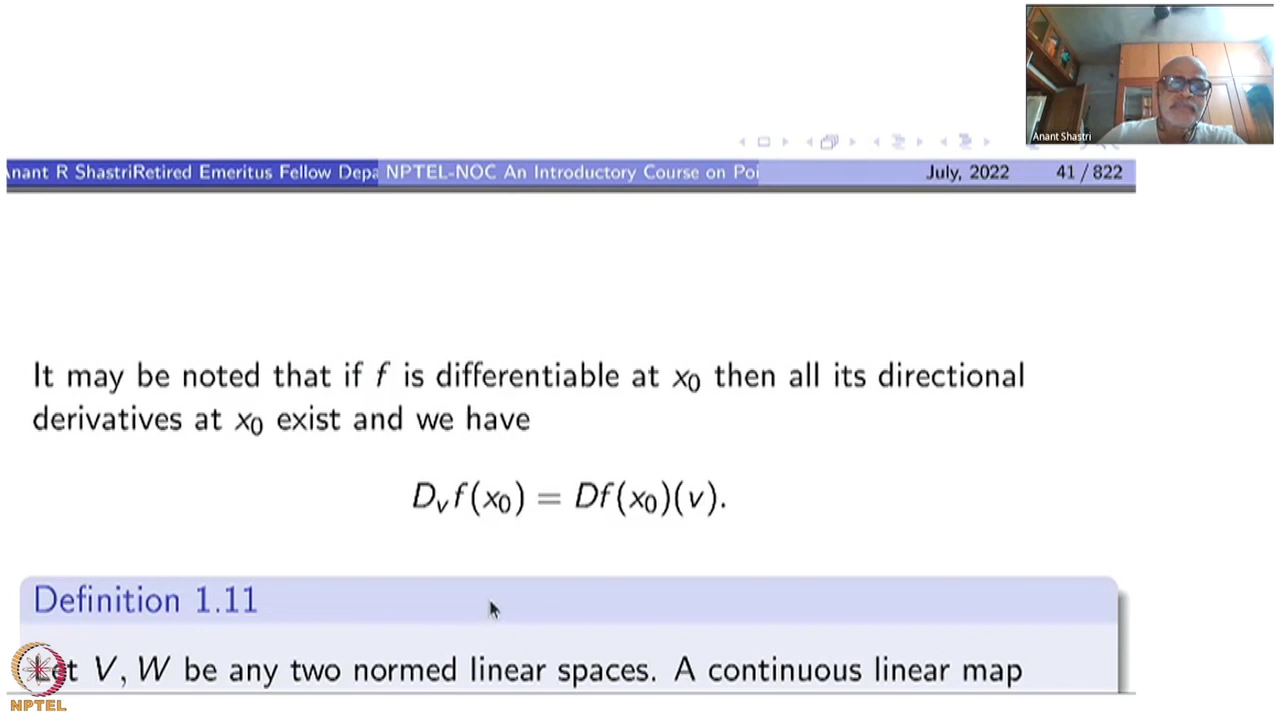 Anant Shastri
Anant R ShastriRetired Emeritus Fellow Depa NPTEL-NOC An Introductory Course on Poi July, 2022 41 / 822
It may be noted that if f is differentiable at x₀ then all its directional
derivatives at x₀ exist and we have
Dᵥf(x₀) = Df(x₀)(v).
Definition 1.11
Let V, W be any two normed linear spaces. A continuous linear map
NPTEL